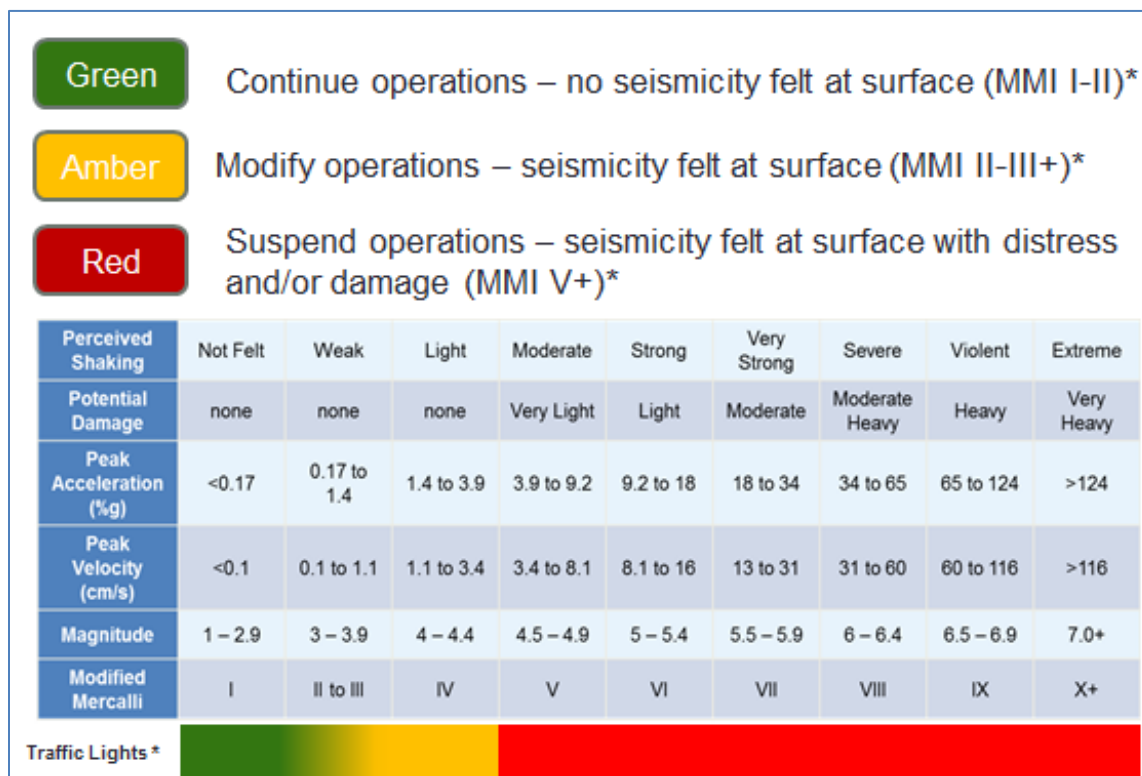 Green
Continue operations – no seismicity felt at surface (MMI I-II)*
Amber
Modify operations – seismicity felt at surface (MMI II-III+)*
Red
Suspend operations – seismicity felt at surface with distress
and/or damage (MMI V+)*
Perceived Shaking Not Felt Weak Light Moderate Strong Very Strong Severe Violent Extreme
Potential Damage none none none Very Light Light Moderate Moderate Heavy Heavy Very Heavy
Peak Acceleration (%g) <0.17 0.17 to 1.4 1.4 to 3.9 3.9 to 9.2 9.2 to 18 18 to 34 34 to 65 65 to 124 >124
Peak Velocity (cm/s) <0.1 0.1 to 1.1 1.1 to 3.4 3.4 to 8.1 8.1 to 16 13 to 31 31 to 60 60 to 116 >116
Magnitude 1 – 2.9 3 – 3.9 4 – 4.4 4.5 – 4.9 5 – 5.4 5.5 – 5.9 6 – 6.4 6.5 – 6.9 7.0+
Modified Mercalli I II to III IV V VI VII VIII IX X+
Traffic Lights *